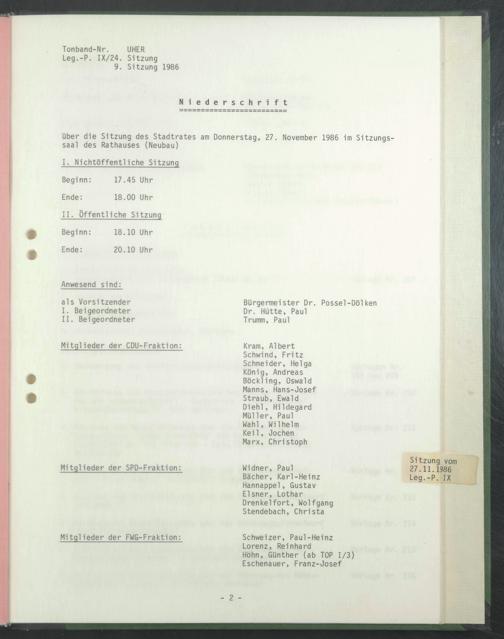 Tonband-Nr. UHER
Leg.-P. IX/24. Sitzung
9. Sitzung 1986
Niederschrift
über die Sitzung des Stadtrates am Donnerstag, 27. November 1986 im Sitzungs-
saal des Rathauses (Neubau)
I. Nichtöffentliche Sitzung
Beginn: 17.45 Uhr
Ende: 18.00 Uhr
II. Öffentliche Sitzung
Beginn: 18.10 Uhr
Ende: 20.10 Uhr
Anwesend sind:
als Vorsitzender Bürgermeister Dr. Possel-Dölken
I. Beigeordneter Dr. Hütte, Paul
II. Beigeordneter Trumm, Paul
Mitglieder der CDU-Fraktion: Kram, Albert
Schwind, Fritz
Schneider, Helga
König, Andreas
Böckling, Oswald
Manns, Hans-Josef
Straub, Ewald
Diehl, Hildegard
Müller, Paul
Wahl, Wilhelm
Keil, Jochen
Marx, Christoph
Sitzung vom
27.11.1986
Leg.-P. IX
Mitglieder der SPD-Fraktion: Widner, Paul
Bächer, Karl-Heinz
Hannappel, Gustav
Elsner, Lothar
Drenkelfort, Wolfgang
Stendebach, Christa
Mitglieder der FWG-Fraktion: Schweizer, Paul-Heinz
Lorenz, Reinhard
Höhn, Günther (ab TOP I/3)
Eschenauer, Franz-Josef
- 2 -